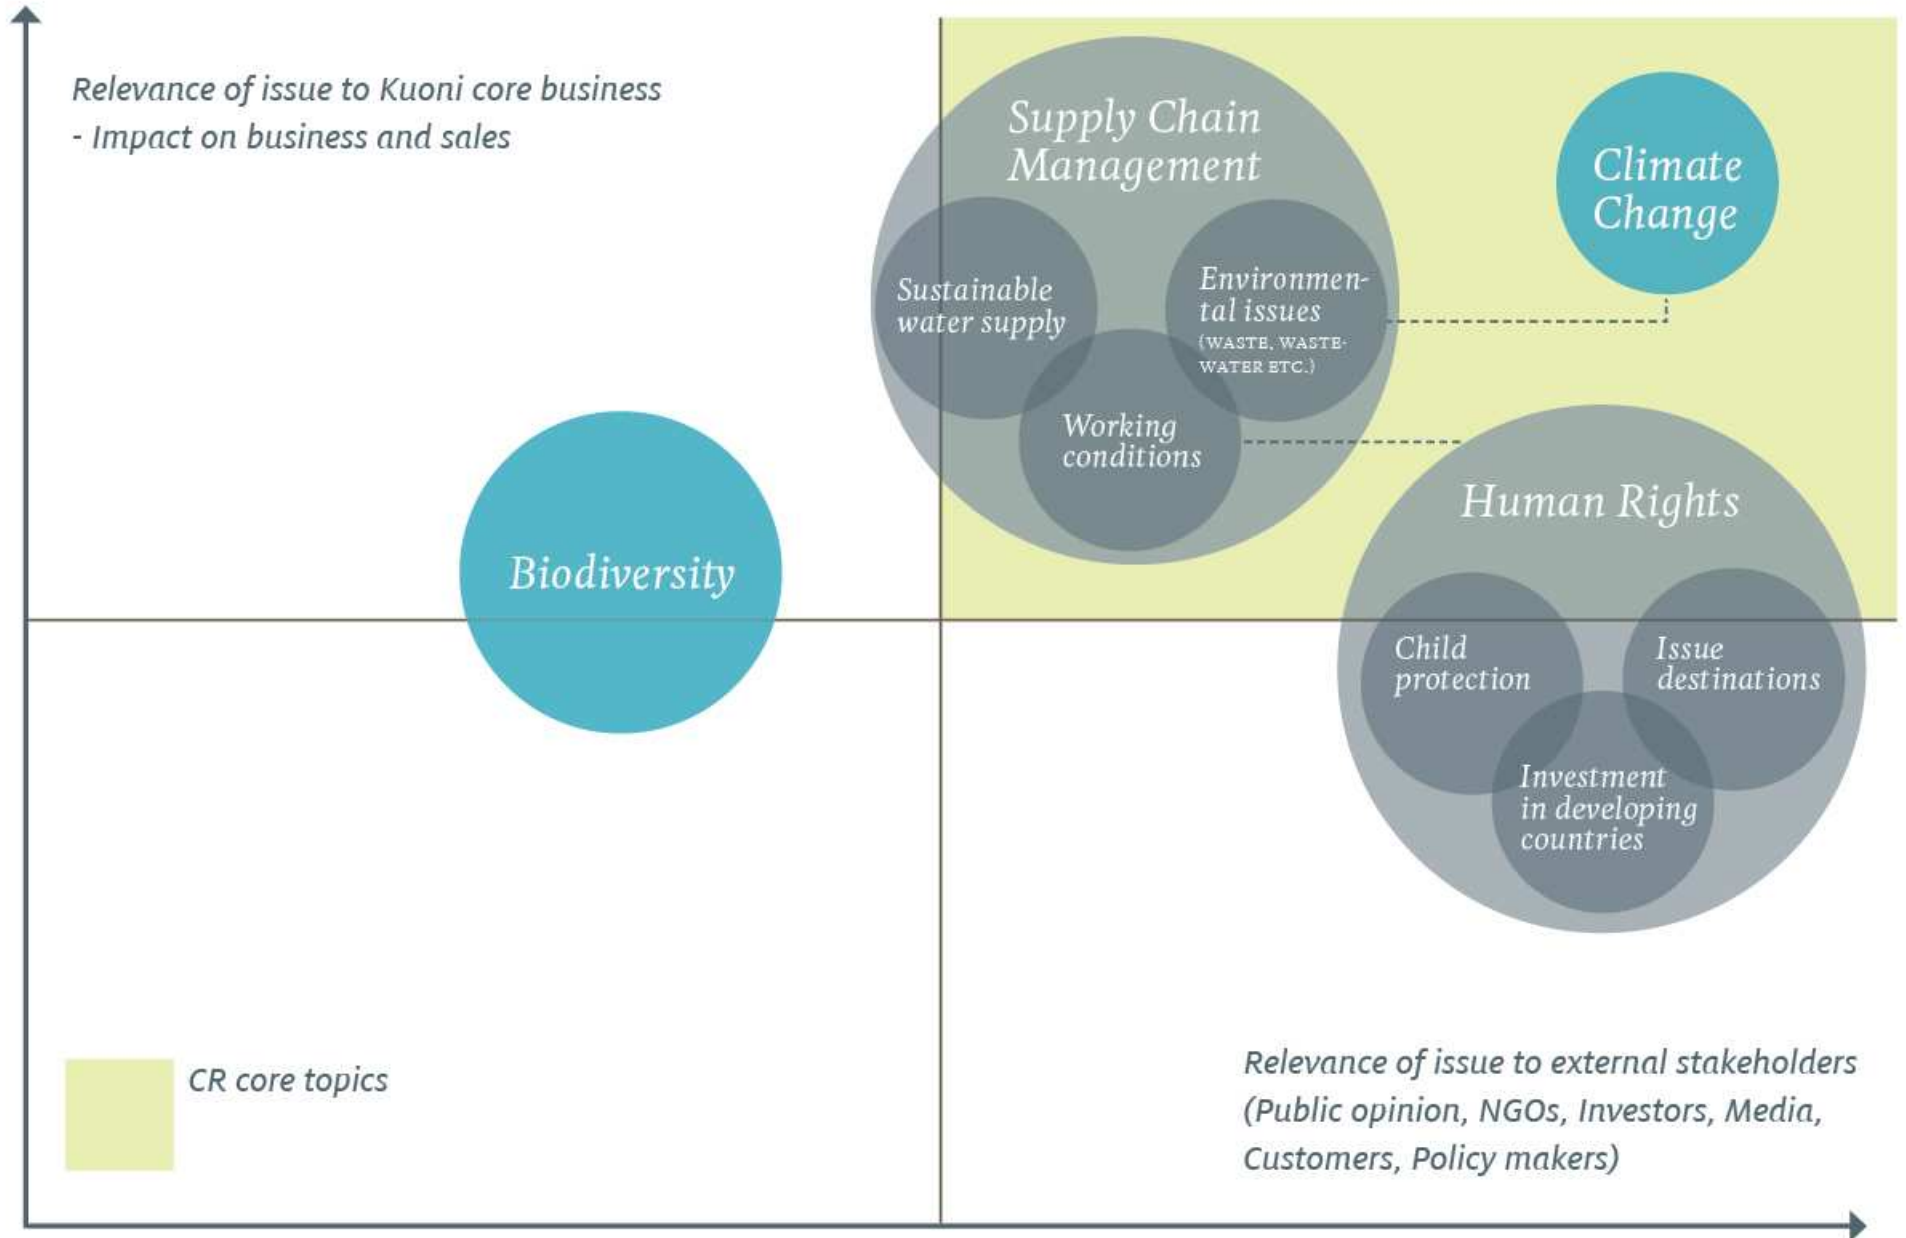 Relevance of issue to Kuoni core business
- Impact on business and sales
Supply Chain
Management
Climate
Change
Sustainable
water supply
Environmen-
tal issues
(WASTE, WASTE-
WATER ETC.)
Working
conditions
Human Rights
Biodiversity
Child
protection
Issue
destinations
Investment
in developing
countries
CR core topics
Relevance of issue to external stakeholders
(Public opinion, NGOs, Investors, Media,
Customers, Policy makers)